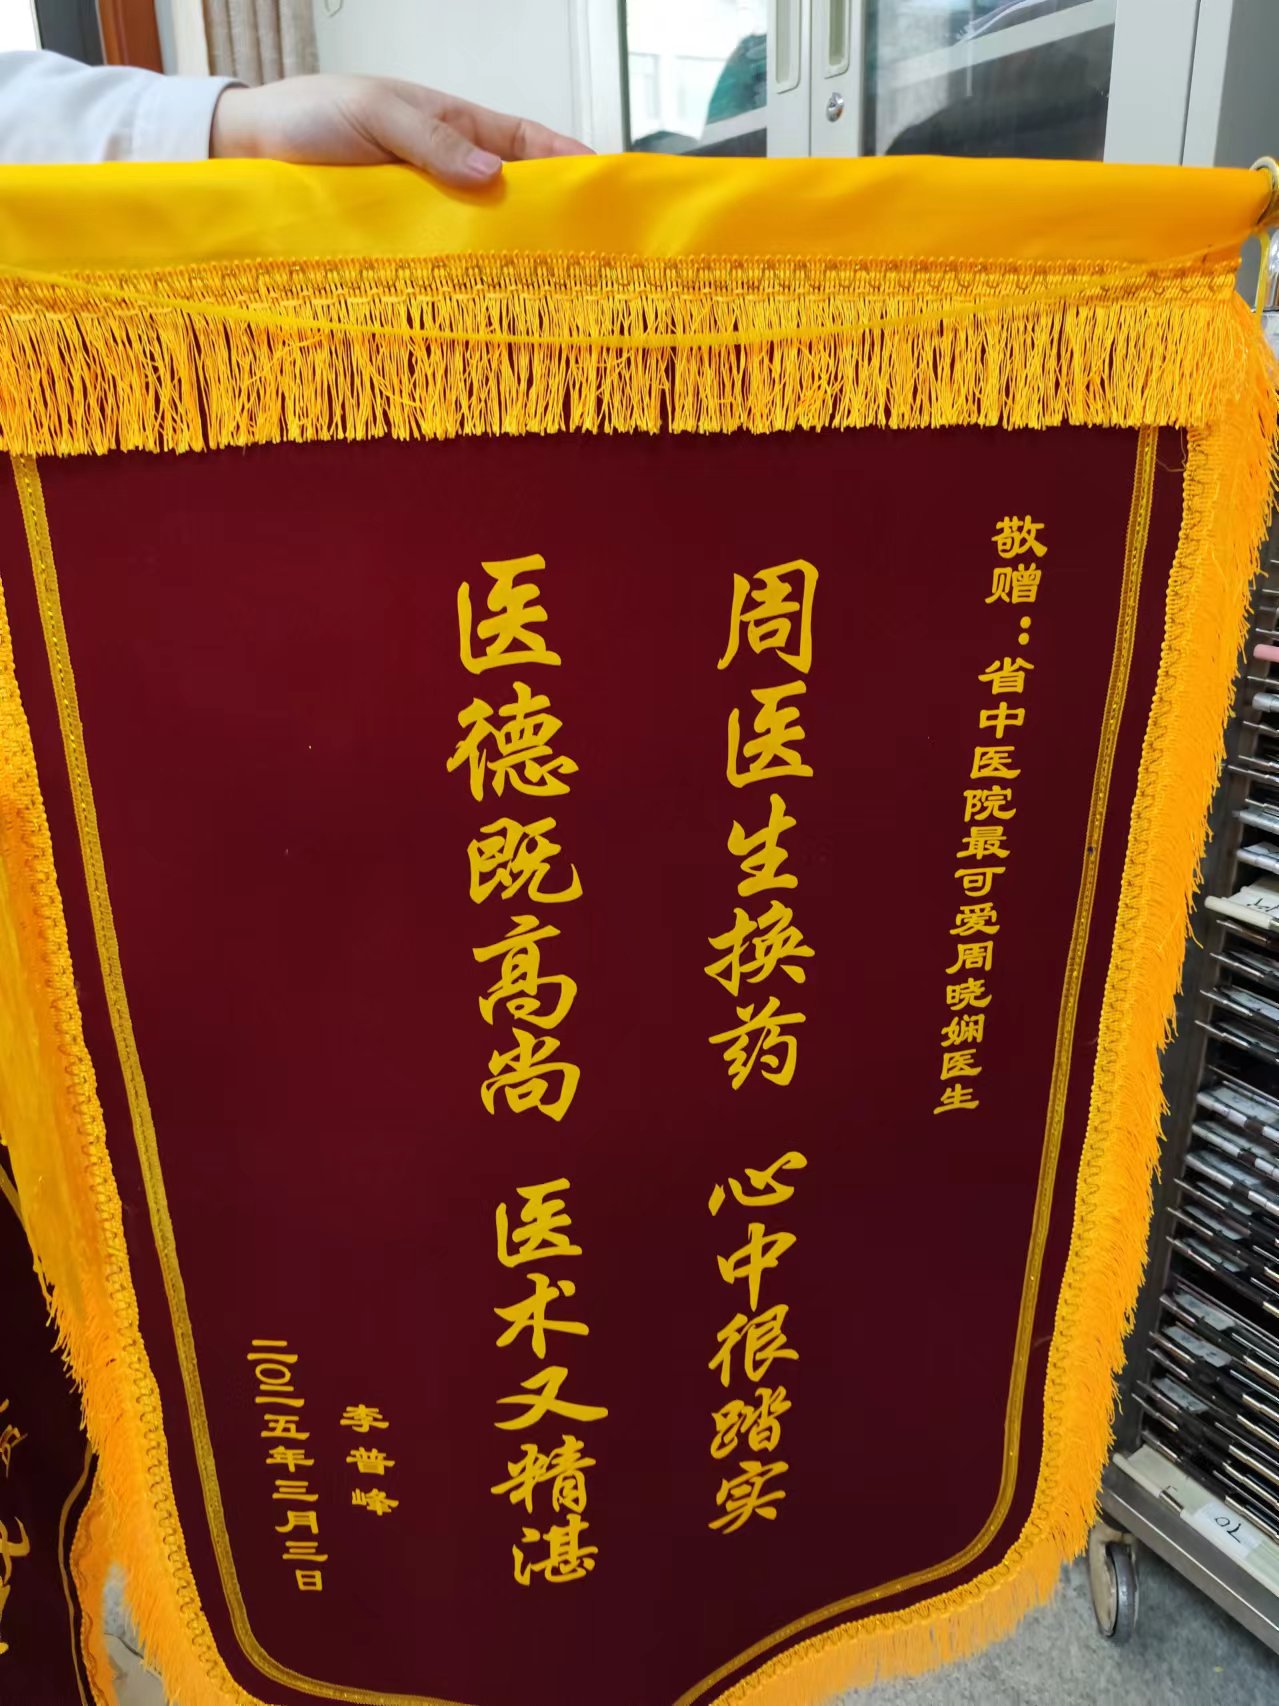 敬赠：省中医院最可爱周晓娴医生
周医生换药 心中很踏实
医德既高尚 医术又精湛
李普峰
二〇二五年三月三日